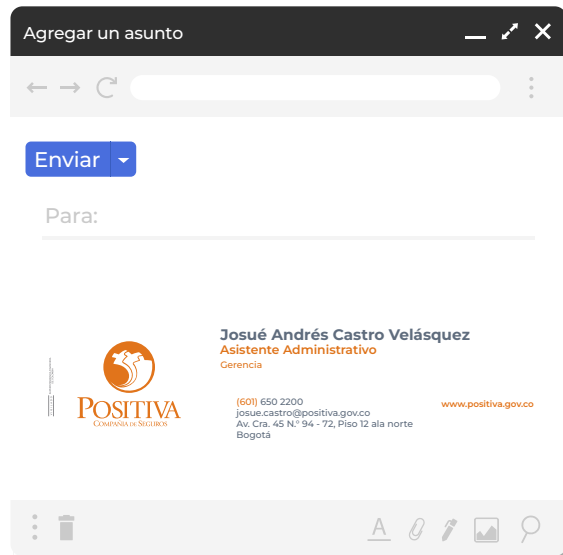 Agregar un asunto
Enviar
Para:
Josué Andrés Castro Velásquez
Asistente Administrativo
Gerencia
POSITIVA
COMPAÑIA DE SEGUROS
(601) 650 2200
josue.castro@positiva.gov.co
Av. Cra. 45 N.° 94 - 72, Piso 12 ala norte
Bogotá
www.positiva.gov.co
A